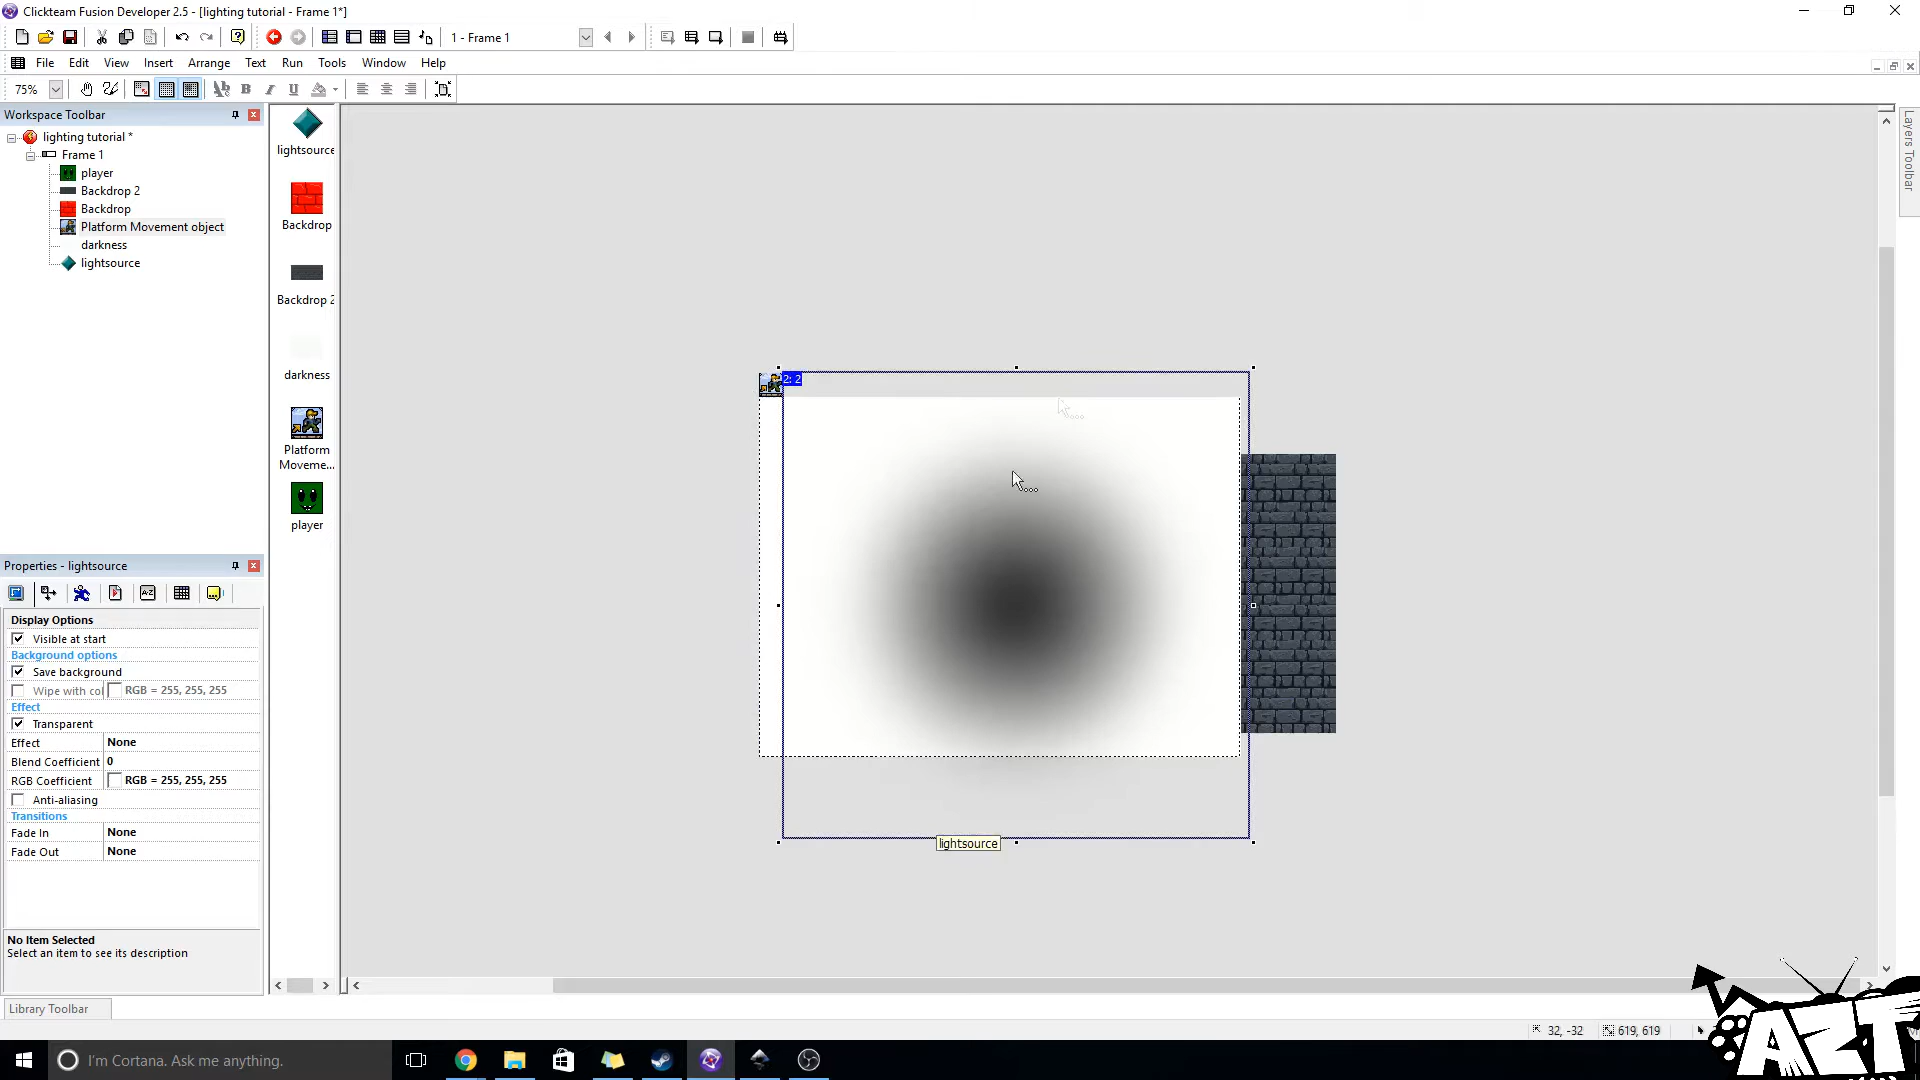 Clickteam Fusion Developer 2.5 - [lighting tutorial - Frame 1*]
1 - Frame 1
File Edit View Insert Arrange Text Run Tools Window Help
75%
Workspace Toolbar
lighting tutorial *
Frame 1
player
Backdrop 2
Backdrop
Platform Movement object
darkness
lightsource
lightsource
Backdrop
Backdrop 2
darkness
Platform
Moveme...
player
2: 2
lightsource
Layers Toolbar
Properties - lightsource
Display Options
Visible at start
Background options
Save background
Wipe with col RGB = 255, 255, 255
Effect
Transparent
Effect None
Blend Coefficient 0
RGB Coefficient RGB = 255, 255, 255
Anti-aliasing
Transitions
Fade In None
Fade Out None
No Item Selected
Select an item to see its description
Library Toolbar
32, -32 619, 619
I'm Cortana. Ask me anything.
AZT